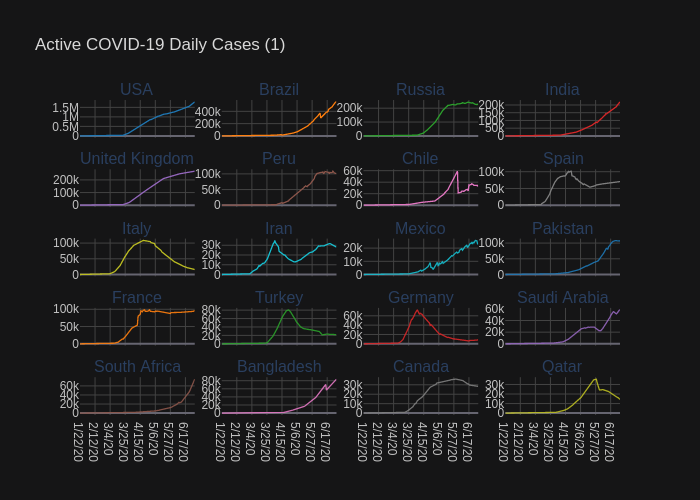 Active COVID-19 Daily Cases (1)
USA
Brazil
Russia
India
1.5M
1M
0.5M
0
400k
200k
0
200k
100k
0
200k
150k
100k
50k
0
United Kingdom
Peru
Chile
Spain
200k
100k
0
100k
50k
0
60k
40k
20k
0
100k
50k
0
Italy
Iran
Mexico
Pakistan
100k
50k
0
30k
20k
10k
0
20k
10k
0
100k
50k
0
France
Turkey
Germany
Saudi Arabia
100k
50k
0
80k
60k
40k
20k
0
60k
40k
20k
0
60k
40k
20k
0
South Africa
Bangladesh
Canada
Qatar
60k
40k
20k
0
80k
60k
40k
20k
0
30k
20k
10k
0
30k
20k
10k
0
1/22/20
2/12/20
3/4/20
3/25/20
4/15/20
5/6/20
5/27/20
6/17/20
1/22/20
2/12/20
3/4/20
3/25/20
4/15/20
5/6/20
5/27/20
6/17/20
1/22/20
2/12/20
3/4/20
3/25/20
4/15/20
5/6/20
5/27/20
6/17/20
1/22/20
2/12/20
3/4/20
3/25/20
4/15/20
5/6/20
5/27/20
6/17/20